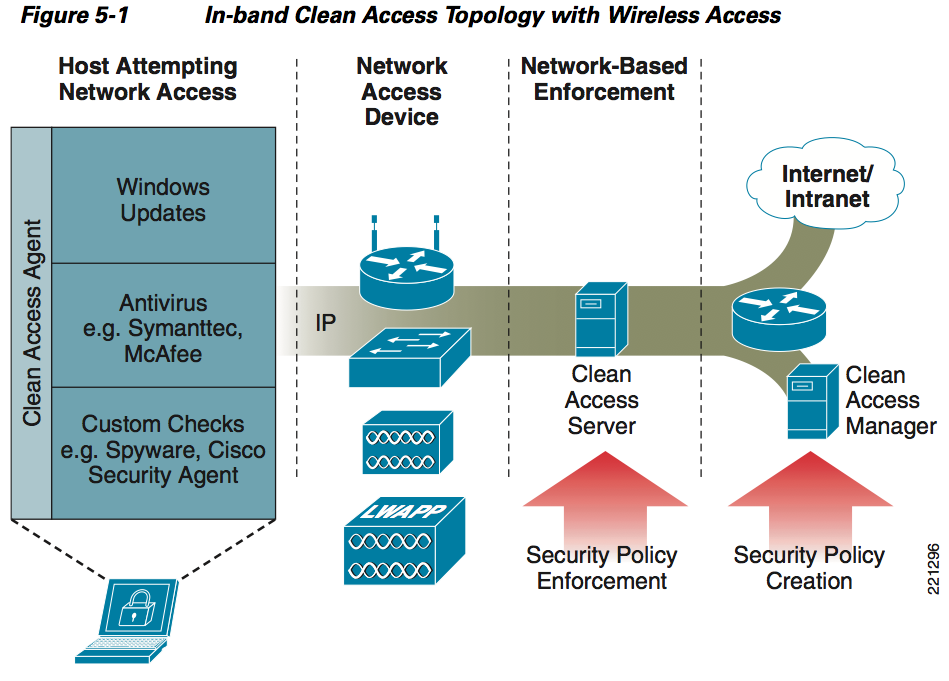 Figure 5-1 In-band Clean Access Topology with Wireless Access
Host Attempting
Network Access
Network
Access
Device
Network-Based
Enforcement
Clean Access Agent
Windows
Updates
Antivirus
e.g. Symanttec,
McAfee
Custom Checks
e.g. Spyware, Cisco
Security Agent
IP
LWAPP
Clean
Access
Server
Security Policy
Enforcement
Internet/
Intranet
Clean
Access
Manager
Security Policy
Creation
221296